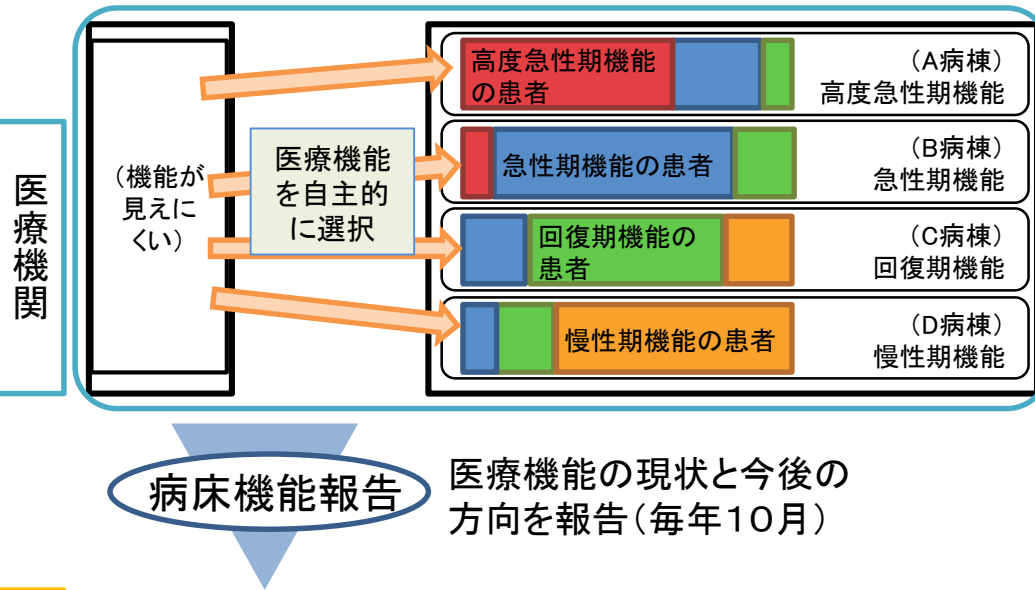 医療機関
(機能が
見えに
くい)
医療機能
を自主的
に選択
高度急性期機能
の患者
(A病棟)
高度急性期機能
急性期機能の患者
(B病棟)
急性期機能
回復期機能の
患者
(C病棟)
回復期機能
慢性期機能の患者
(D病棟)
慢性期機能
病床機能報告
医療機能の現状と今後の
方向を報告(毎年10月)